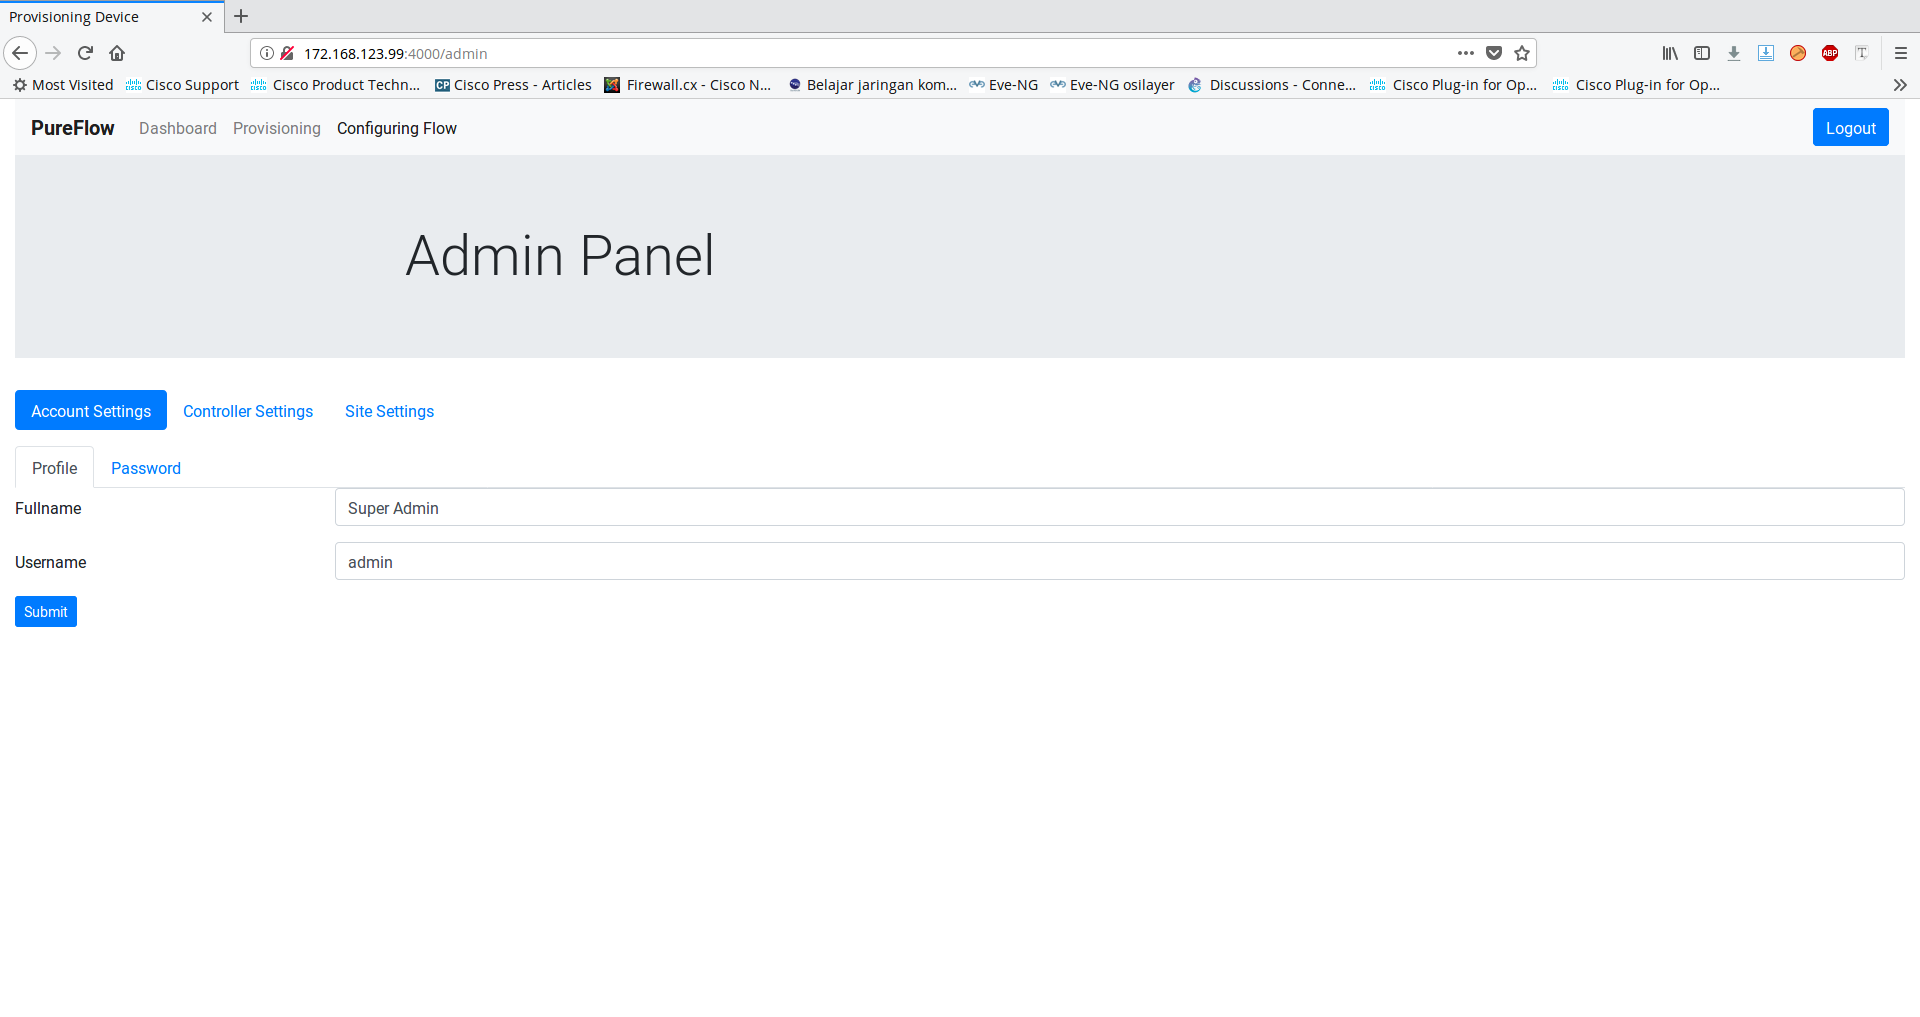 Provisioning Device
172.168.123.99:4000/admin
Most Visited Cisco Support Cisco Product Techn... CP Cisco Press - Articles Firewall.cx - Cisco N... Belajar jaringan kom... Eve-NG Eve-NG osilayer Discussions - Conne... Cisco Plug-in for Op... Cisco Plug-in for Op...
ABP T
PureFlow Dashboard Provisioning Configuring Flow Logout
Admin Panel
Account Settings Controller Settings Site Settings
Profile Password
Fullname Super Admin
Username admin
Submit